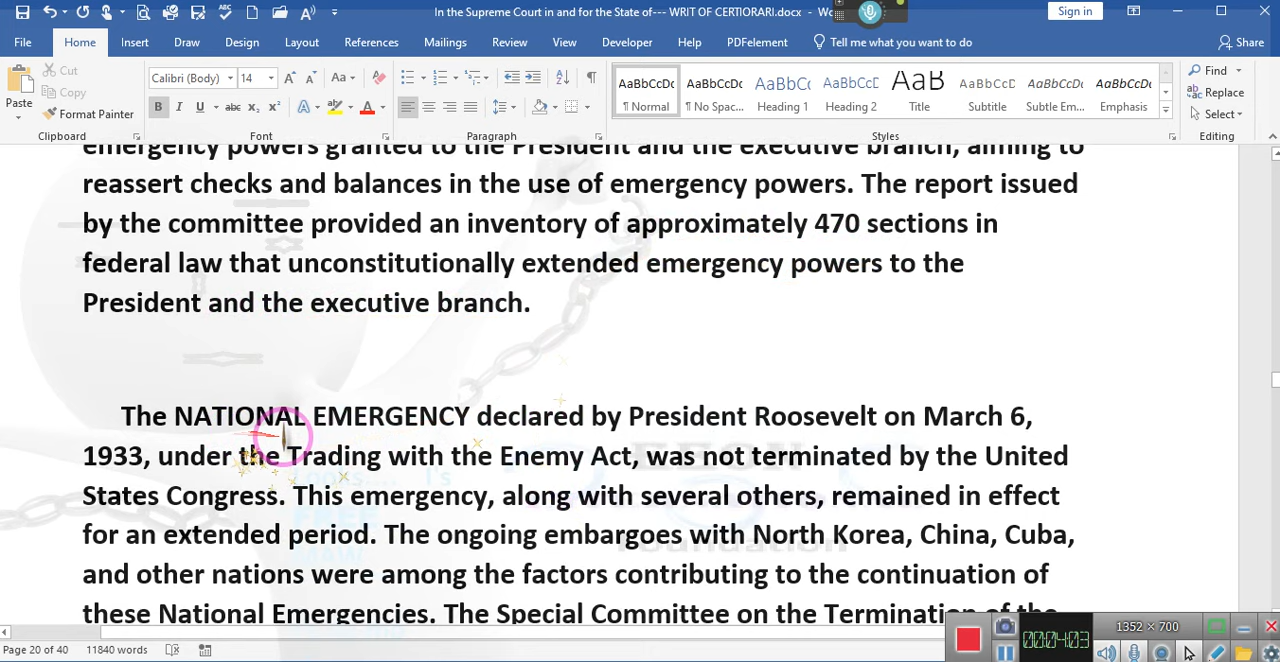 In the Supreme Court in and for the State of--- WRIT OF CERTIORARI.docx - Wo
Sign in
File Home Insert Draw Design Layout References Mailings Review View Developer Help PDFelement Tell me what you want to do Share
Paste Cut Copy Format Painter
Calibri (Body) 14
AaBbCcDc AaBbCcDc AaBbCcD AaBbCcD AaB AaBbCcD AaBbCcDc AaBbCcDc
¶ Normal ¶ No Spac... Heading 1 Heading 2 Title Subtitle Subtle Em... Emphasis
Find Replace Select
Clipboard Font Paragraph Styles Editing
emergency powers granted to the President and the executive branch, aiming to
reassert checks and balances in the use of emergency powers. The report issued
by the committee provided an inventory of approximately 470 sections in
federal law that unconstitutionally extended emergency powers to the
President and the executive branch.
The NATIONAL EMERGENCY declared by President Roosevelt on March 6,
1933, under the Trading with the Enemy Act, was not terminated by the United
States Congress. This emergency, along with several others, remained in effect
for an extended period. The ongoing embargoes with North Korea, China, Cuba,
and other nations were among the factors contributing to the continuation of
these National Emergencies. The Special Committee on the Termination of the
Page 20 of 40 11840 words
1352 × 700
00:04:03